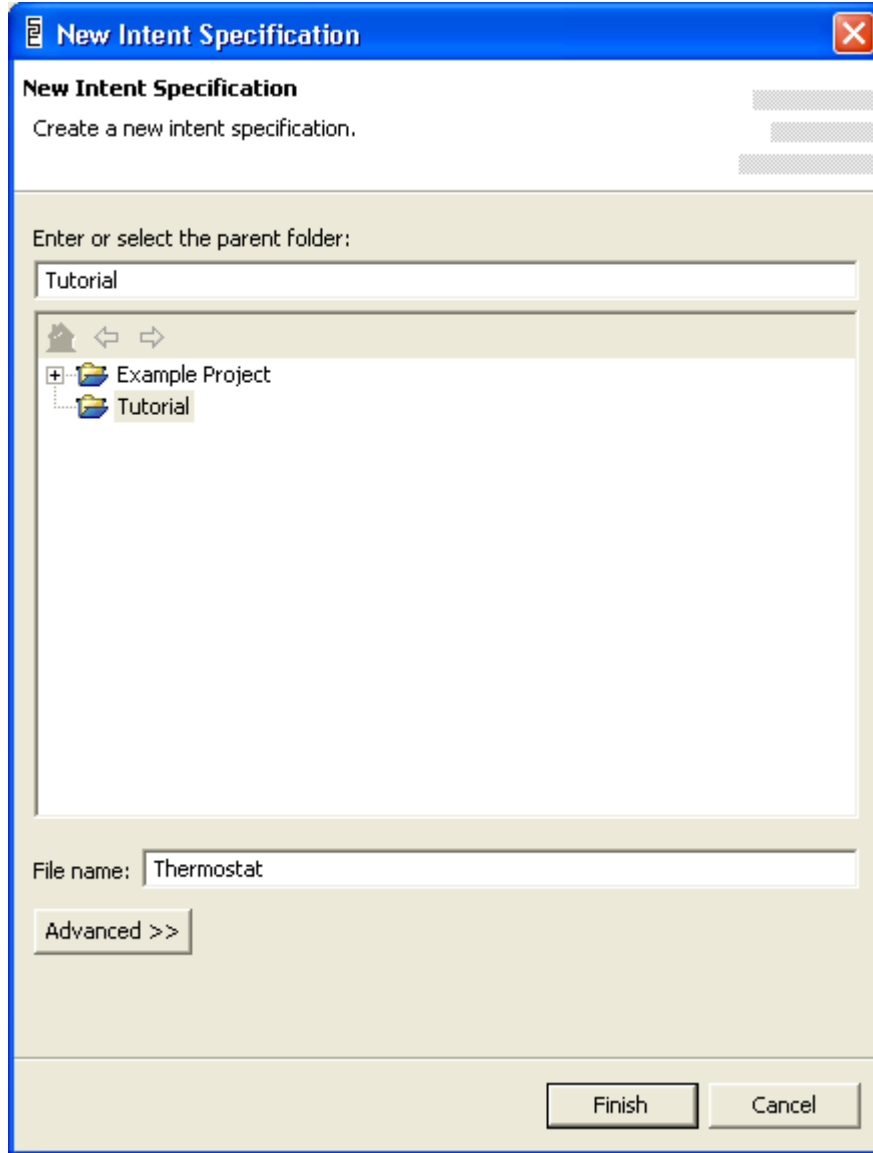 New Intent Specification
New Intent Specification
Create a new intent specification.
Enter or select the parent folder:
Tutorial
Example Project
Tutorial
File name: Thermostat
Advanced >>
Finish Cancel